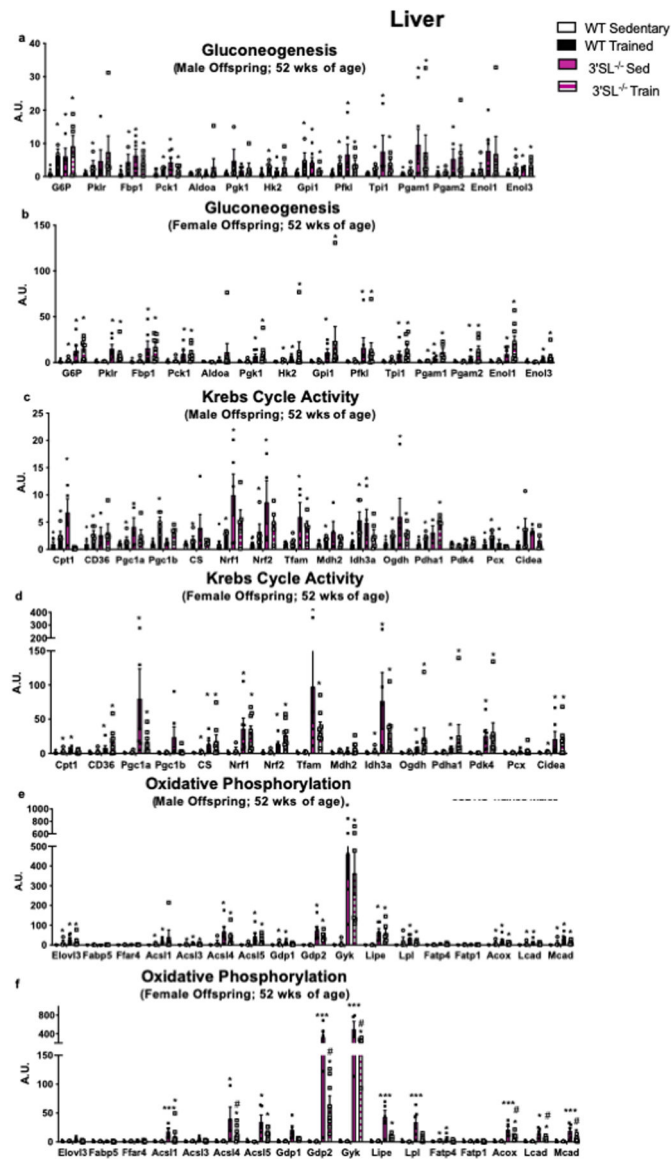 Liver
WT Sedentary
WT Trained
3'SL-/- Sed
3'SL-/- Train
a
Gluconeogenesis
(Male Offspring; 52 wks of age)
A.U.
40
30
20
10
0
G6P Pklr Fbp1 Pck1 Aldoa Pgk1 Hk2 Gpi1 Pfkl Tpi1 Pgam1 Pgam2 Enol1 Enol3
b
Gluconeogenesis
(Female Offspring; 52 wks of age)
A.U.
150
100
50
0
G6P Pklr Fbp1 Pck1 Aldoa Pgk1 Hk2 Gpi1 Pfkl Tpi1 Pgam1 Pgam2 Enol1 Enol3
c
Krebs Cycle Activity
(Male Offspring; 52 wks of age)
A.U.
25
20
15
10
5
0
Cpt1 CD36 Pgc1a Pgc1b CS Nrf1 Nrf2 Tfam Mdh2 Idh3a Ogdh Pdha1 Pdk4 Pcx Cidea
d
Krebs Cycle Activity
(Female Offspring; 52 wks of age)
A.U.
400
300
200
150
100
50
0
Cpt1 CD36 Pgc1a Pgc1b CS Nrf1 Nrf2 Tfam Mdh2 Idh3a Ogdh Pdha1 Pdk4 Pcx Cidea
e
Oxidative Phosphorylation
(Male Offspring; 52 wks of age)
A.U.
1000
800
600
500
400
300
200
100
0
Elovl3 Fabp5 Ffar4 Acsl1 Acsl3 Acsl4 Acsl5 Gdp1 Gdp2 Gyk Lipe Lpl Fatp4 Fatp1 Acox Lcad Mcad
f
Oxidative Phosphorylation
(Female Offspring; 52 wks of age)
A.U.
800
400
150
100
50
0
Elovl3 Fabp5 Ffar4 Acsl1 Acsl3 Acsl4 Acsl5 Gdp1 Gdp2 Gyk Lipe Lpl Fatp4 Fatp1 Acox Lcad Mcad